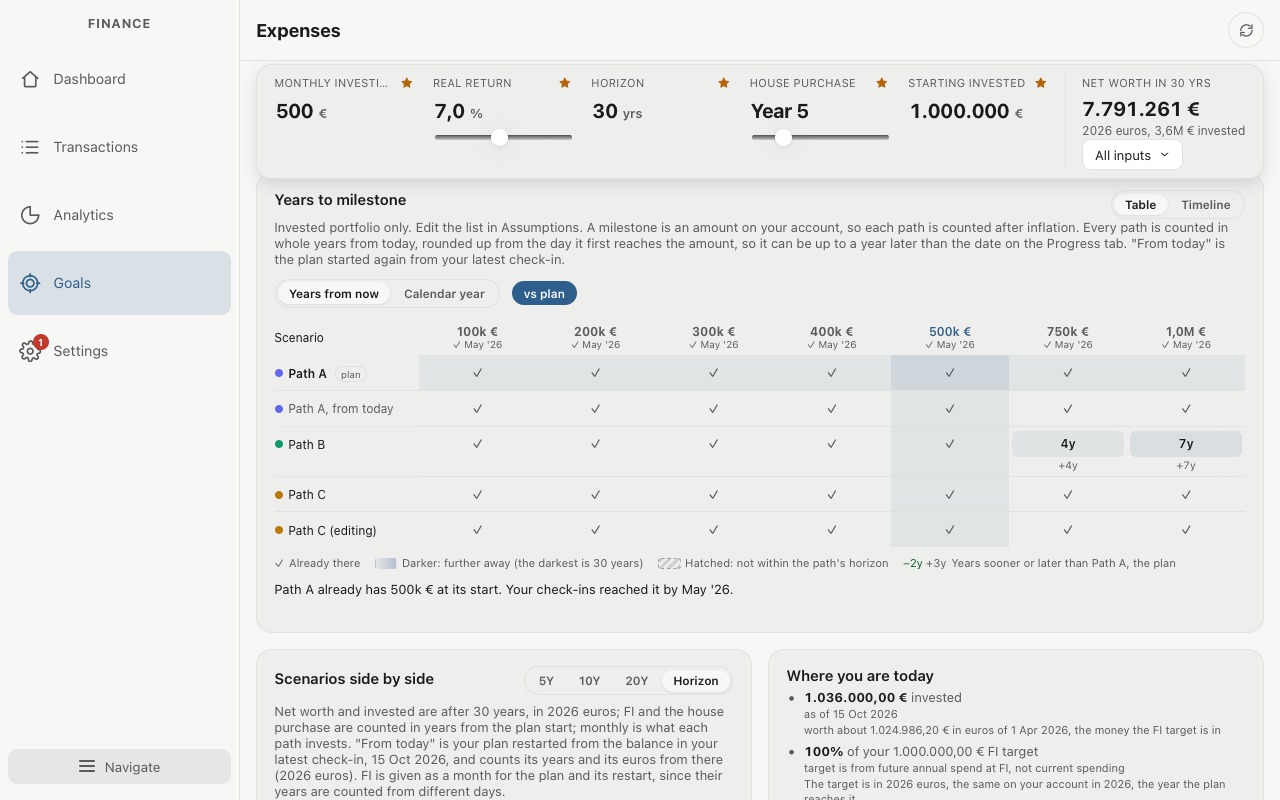 FINANCE
Dashboard
Transactions
Analytics
Goals
1
Settings
Navigate
Expenses
MONTHLY INVESTI...
500 €
REAL RETURN
7,0 %
HORIZON
30 yrs
HOUSE PURCHASE
Year 5
STARTING INVESTED
1.000.000 €
NET WORTH IN 30 YRS
7.791.261 €
2026 euros, 3,6M € invested
All inputs
Years to milestone
Table Timeline
Invested portfolio only. Edit the list in Assumptions. A milestone is an amount on your account, so each path is counted after inflation. Every path is counted in
whole years from today, rounded up from the day it first reaches the amount, so it can be up to a year later than the date on the Progress tab. "From today" is
the plan started again from your latest check-in.
Years from now Calendar year vs plan
Scenario 100k € 200k € 300k € 400k € 500k € 750k € 1,0M €
✓ May '26 ✓ May '26 ✓ May '26 ✓ May '26 ✓ May '26 ✓ May '26 ✓ May '26
Path A plan ✓ ✓ ✓ ✓ ✓ ✓ ✓
Path A, from today ✓ ✓ ✓ ✓ ✓ ✓ ✓
Path B ✓ ✓ ✓ ✓ ✓ 4y 7y
+4y +7y
Path C ✓ ✓ ✓ ✓ ✓ ✓ ✓
Path C (editing) ✓ ✓ ✓ ✓ ✓ ✓ ✓
✓ Already there Darker: further away (the darkest is 30 years) Hatched: not within the path's horizon −2y +3y Years sooner or later than Path A, the plan
Path A already has 500k € at its start. Your check-ins reached it by May '26.
Scenarios side by side
5Y 10Y 20Y Horizon
Net worth and invested are after 30 years, in 2026 euros; FI and the house
purchase are counted in years from the plan start; monthly is what each
path invests. "From today" is your plan restarted from the balance in your
latest check-in, 15 Oct 2026, and counts its years and its euros from there
(2026 euros). FI is given as a month for the plan and its restart, since their
years are counted from different days.
Where you are today
• 1.036.000,00 € invested
as of 15 Oct 2026
worth about 1.024.986,20 € in euros of 1 Apr 2026, the money the FI target is in
• 100% of your 1.000.000,00 € FI target
target is from future annual spend at FI, not current spending
The target is in 2026 euros, the same on your account in 2026, the year the plan
reaches it